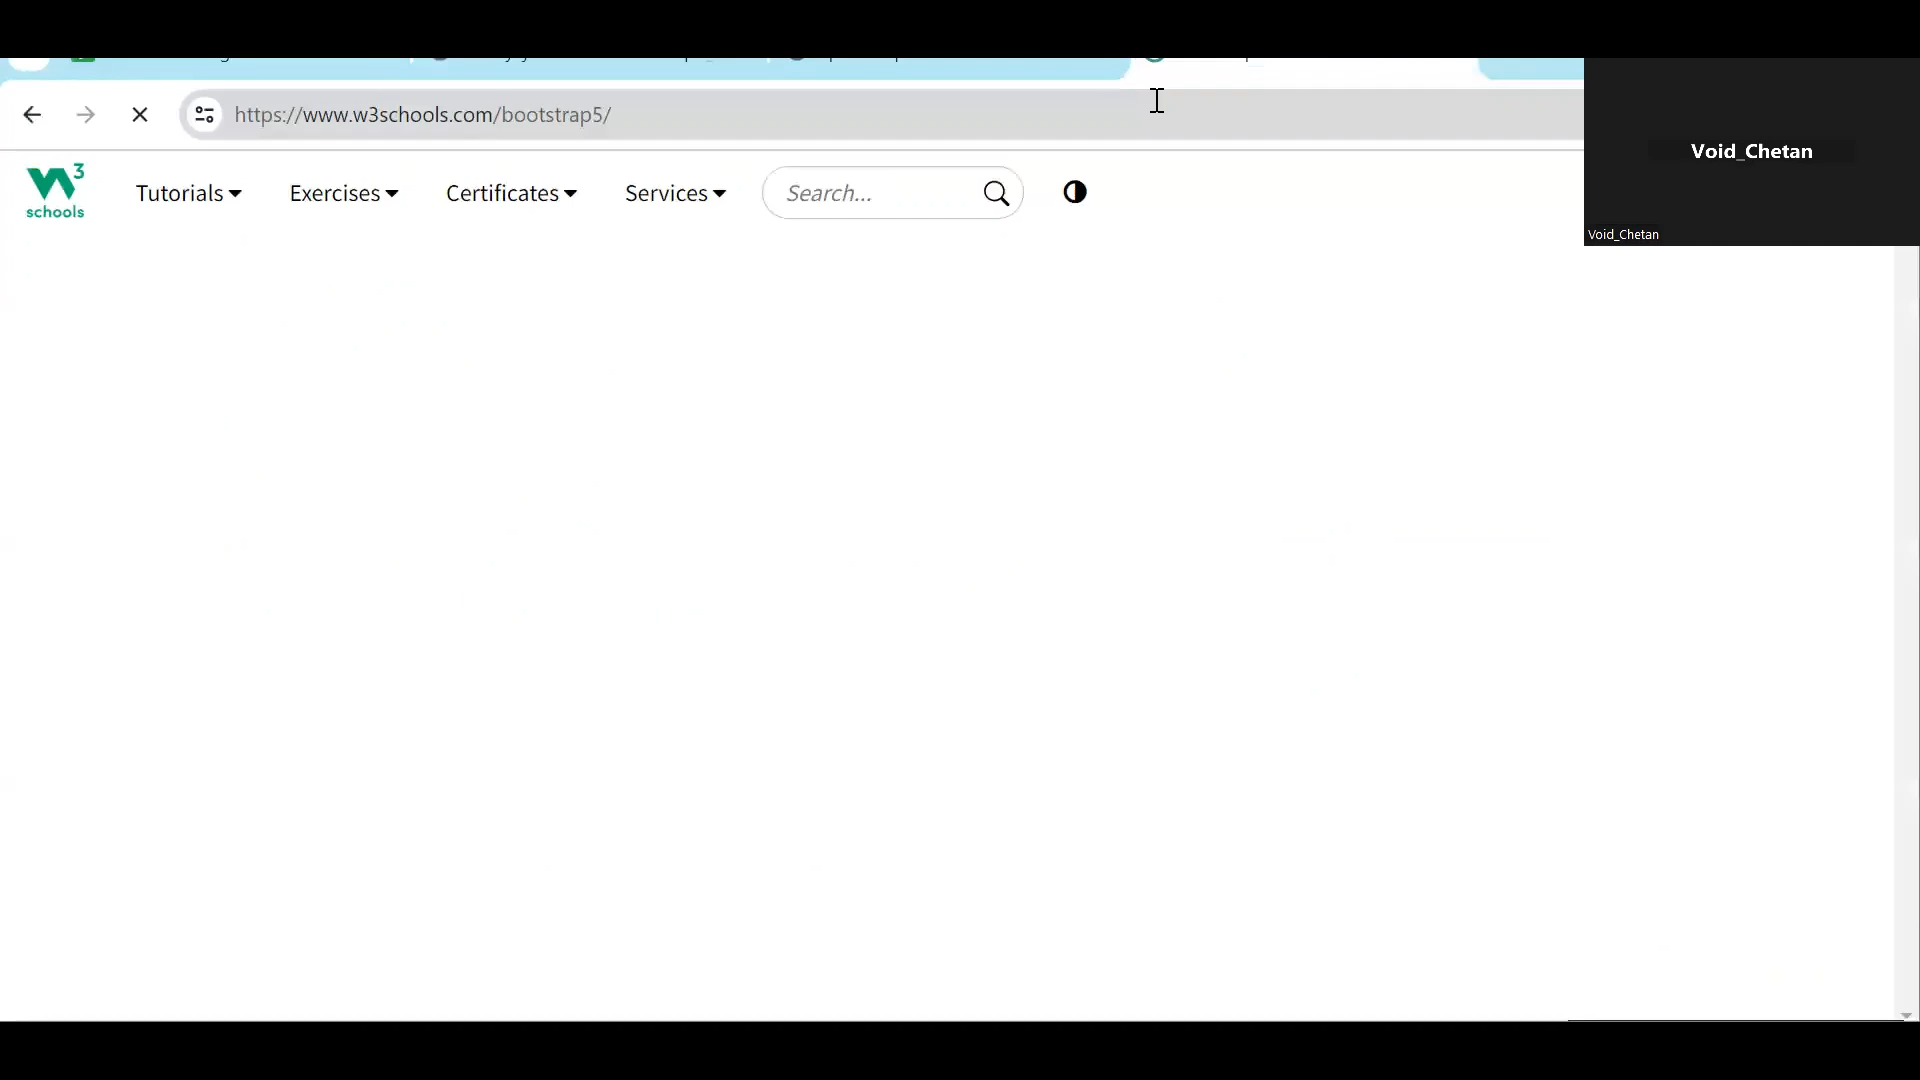 https://www.w3schools.com/bootstrap5/
W3 schools
Tutorials
Exercises
Certificates
Services
Search...
Void_Chetan
Void_Chetan